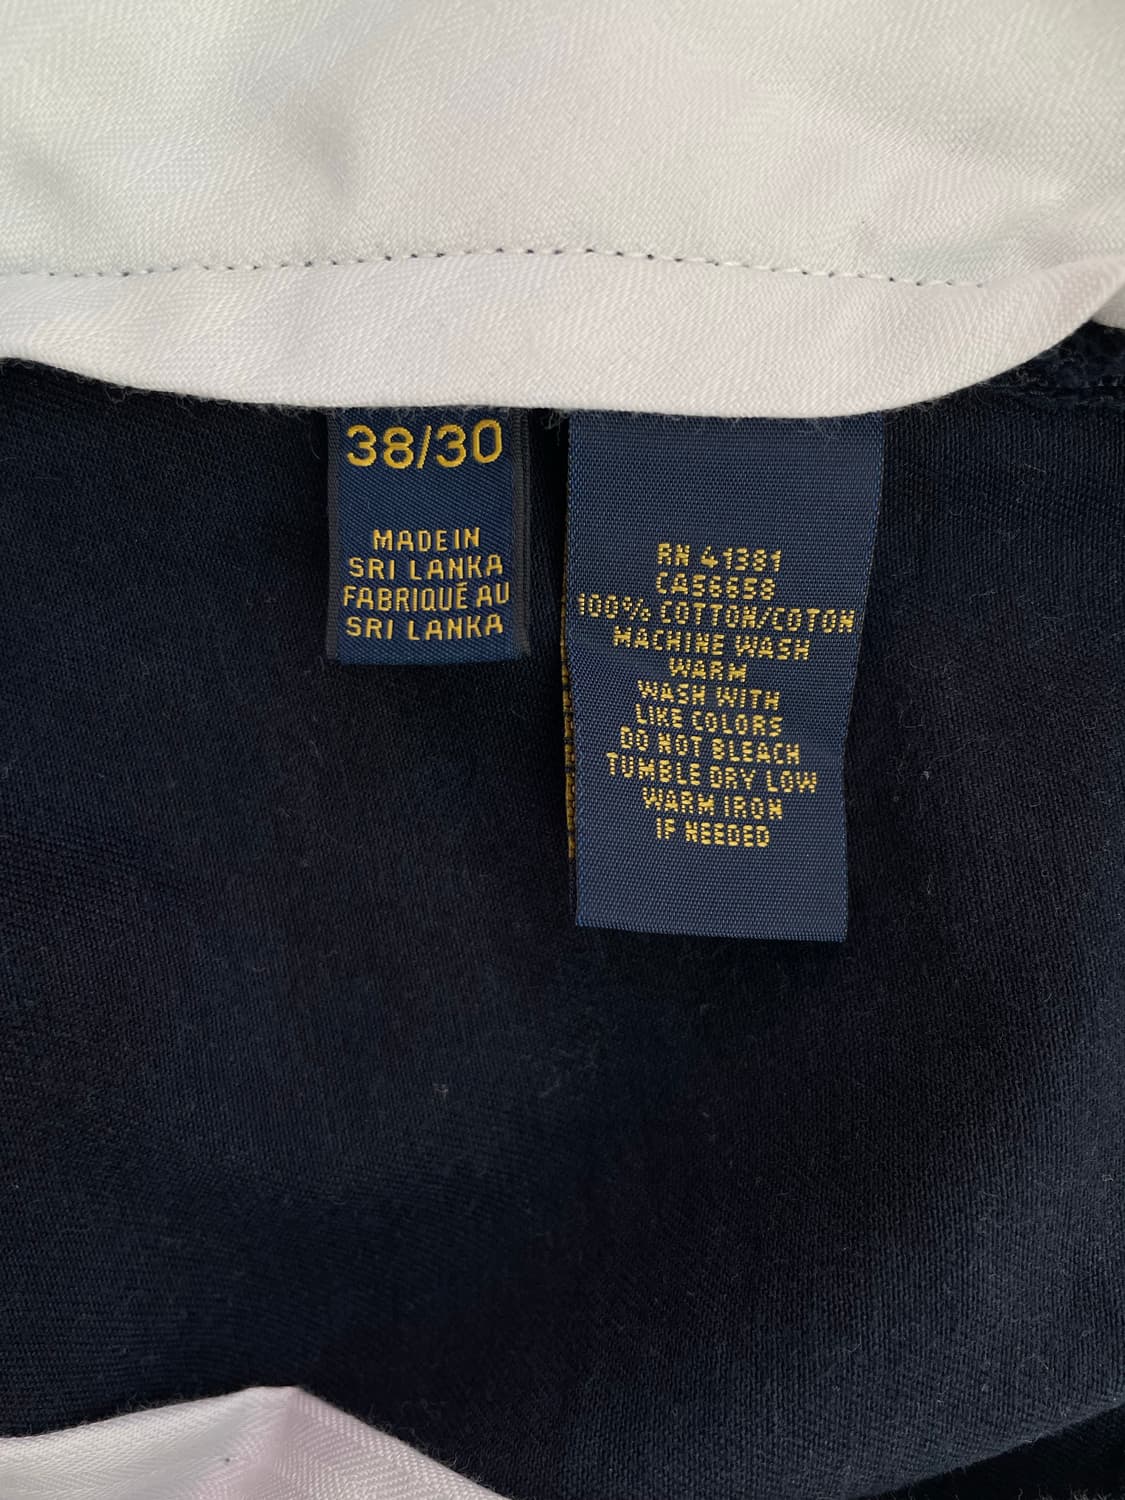 38/30
MADE IN
SRI LANKA
FABRIQUÉ AU
SRI LANKA
RN 41381
CA56658
100% COTTON/COTON
MACHINE WASH
WARM
WASH WITH
LIKE COLORS
DO NOT BLEACH
TUMBLE DRY LOW
WARM IRON
IF NEEDED